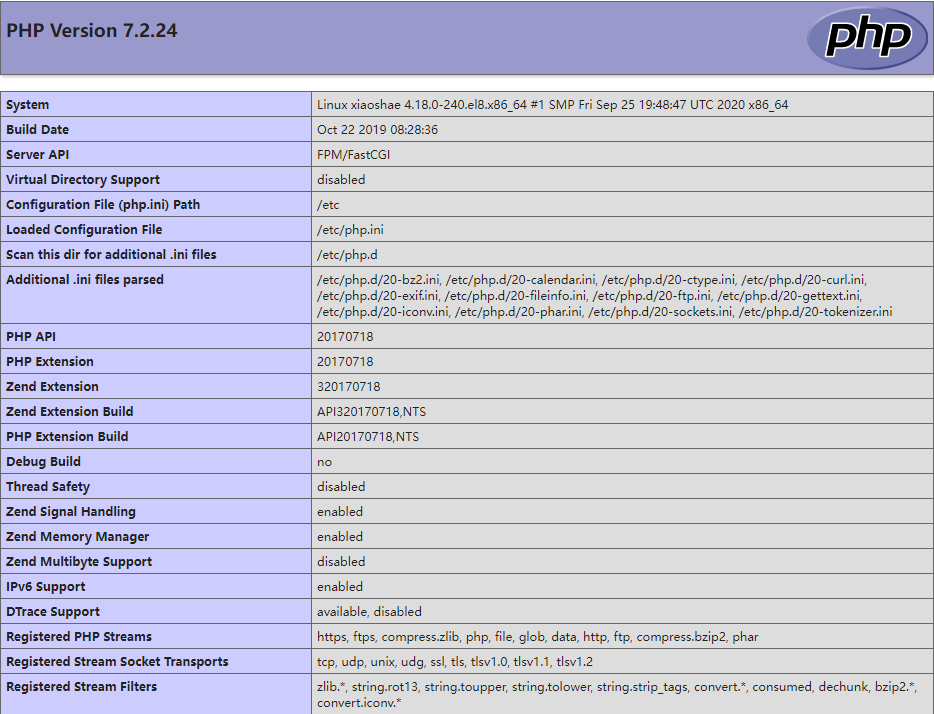 PHP Version 7.2.24
php
System Linux xiaoshae 4.18.0-240.el8.x86_64 #1 SMP Fri Sep 25 19:48:47 UTC 2020 x86_64
Build Date Oct 22 2019 08:28:36
Server API FPM/FastCGI
Virtual Directory Support disabled
Configuration File (php.ini) Path /etc
Loaded Configuration File /etc/php.ini
Scan this dir for additional .ini files /etc/php.d
Additional .ini files parsed /etc/php.d/20-bz2.ini, /etc/php.d/20-calendar.ini, /etc/php.d/20-ctype.ini, /etc/php.d/20-curl.ini,
/etc/php.d/20-exif.ini, /etc/php.d/20-fileinfo.ini, /etc/php.d/20-ftp.ini, /etc/php.d/20-gettext.ini,
/etc/php.d/20-iconv.ini, /etc/php.d/20-phar.ini, /etc/php.d/20-sockets.ini, /etc/php.d/20-tokenizer.ini
PHP API 20170718
PHP Extension 20170718
Zend Extension 320170718
Zend Extension Build API320170718,NTS
PHP Extension Build API20170718,NTS
Debug Build no
Thread Safety disabled
Zend Signal Handling enabled
Zend Memory Manager enabled
Zend Multibyte Support disabled
IPv6 Support enabled
DTrace Support available, disabled
Registered PHP Streams https, ftps, compress.zlib, php, file, glob, data, http, ftp, compress.bzip2, phar
Registered Stream Socket Transports tcp, udp, unix, udg, ssl, tls, tlsv1.0, tlsv1.1, tlsv1.2
Registered Stream Filters zlib.*, string.rot13, string.toupper, string.tolower, string.strip_tags, convert.*, consumed, dechunk, bzip2.*,
convert.iconv.*